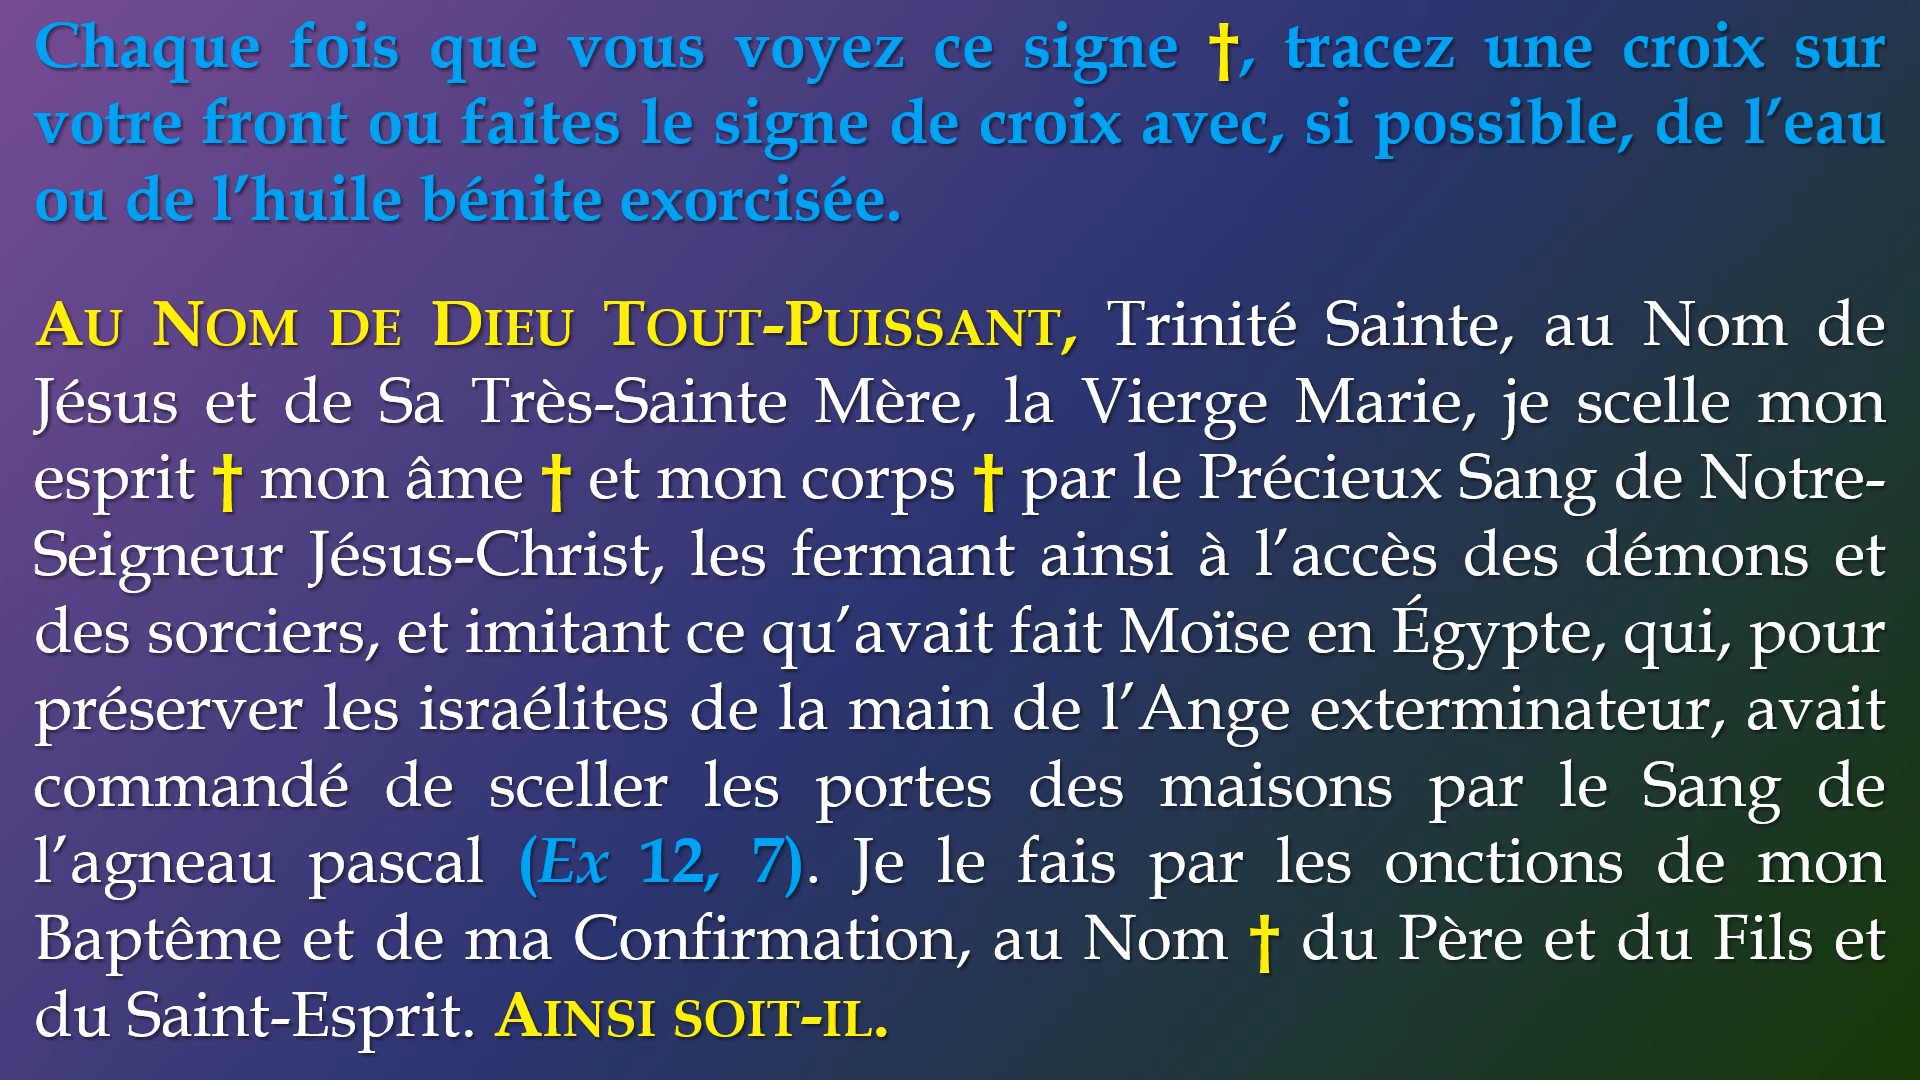 Chaque fois que vous voyez ce signe †, tracez une croix sur
votre front ou faites le signe de croix avec, si possible, de l’eau
ou de l’huile bénite exorcisée.
AU NOM DE DIEU TOUT-PUISSANT, Trinité Sainte, au Nom de
Jésus et de Sa Très-Sainte Mère, la Vierge Marie, je scelle mon
esprit † mon âme † et mon corps † par le Précieux Sang de Notre-
Seigneur Jésus-Christ, les fermant ainsi à l’accès des démons et
des sorciers, et imitant ce qu’avait fait Moïse en Égypte, qui, pour
préserver les israélites de la main de l’Ange exterminateur, avait
commandé de sceller les portes des maisons par le Sang de
l’agneau pascal (Ex 12, 7). Je le fais par les onctions de mon
Baptême et de ma Confirmation, au Nom † du Père et du Fils et
du Saint-Esprit. AINSI SOIT-IL.